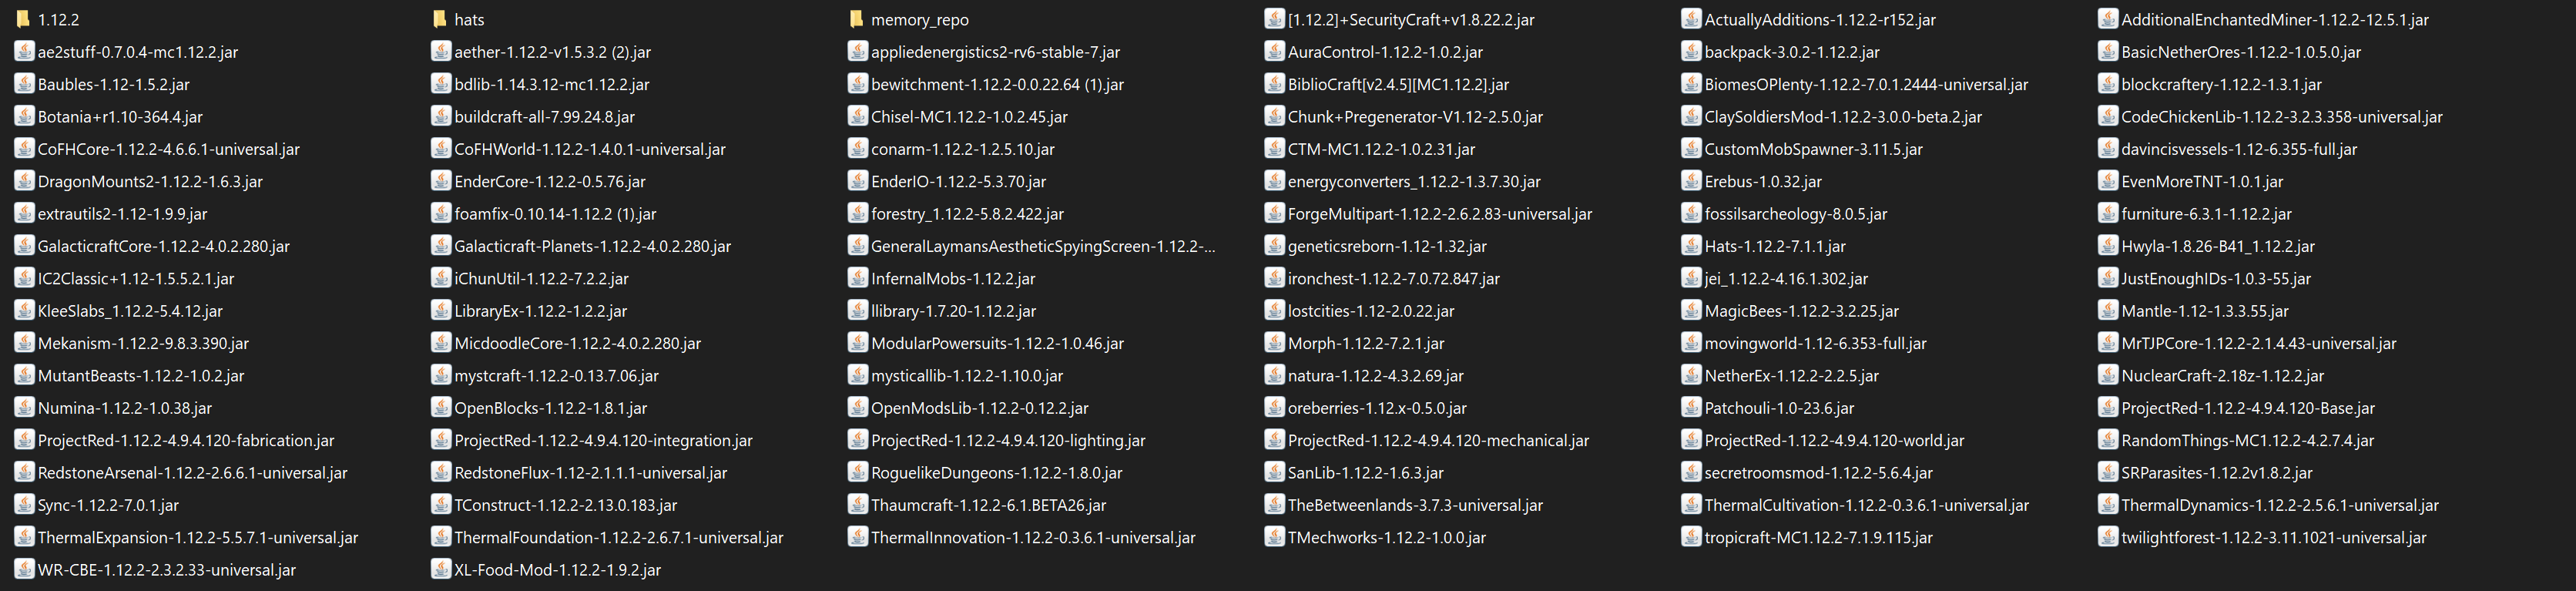 1.12.2 hats memory_repo [1.12.2]+SecurityCraft+v1.8.22.2.jar ActuallyAdditions-1.12.2-r152.jar AdditionalEnchantedMiner-1.12.2-12.5.1.jar
ae2stuff-0.7.0.4-mc1.12.2.jar aether-1.12.2-v1.5.3.2 (2).jar appliedenergistics2-rv6-stable-7.jar AuraControl-1.12.2-1.0.2.jar backpack-3.0.2-1.12.2.jar BasicNetherOres-1.12.2-1.0.5.0.jar
Baubles-1.12-1.5.2.jar bdlib-1.14.3.12-mc1.12.2.jar bewitchment-1.12.2-0.0.22.64 (1).jar BiblioCraft[v2.4.5][MC1.12.2].jar BiomesOPlenty-1.12.2-7.0.1.2444-universal.jar blockcraftery-1.12.2-1.3.1.jar
Botania+r1.10-364.4.jar buildcraft-all-7.99.24.8.jar Chisel-MC1.12.2-1.0.2.45.jar Chunk+Pregenerator-V1.12-2.5.0.jar ClaySoldiersMod-1.12.2-3.0.0-beta.2.jar CodeChickenLib-1.12.2-3.2.3.358-universal.jar
CoFHCore-1.12.2-4.6.6.1-universal.jar CoFHWorld-1.12.2-1.4.0.1-universal.jar conarm-1.12.2-1.2.5.10.jar CTM-MC1.12.2-1.0.2.31.jar CustomMobSpawner-3.11.5.jar davincisvessels-1.12-6.355-full.jar
DragonMounts2-1.12.2-1.6.3.jar EnderCore-1.12.2-0.5.76.jar EnderIO-1.12.2-5.3.70.jar energyconverters_1.12.2-1.3.7.30.jar Erebus-1.0.32.jar EvenMoreTNT-1.0.1.jar
extrautils2-1.12-1.9.9.jar foamfix-0.10.14-1.12.2 (1).jar forestry_1.12.2-5.8.2.422.jar ForgeMultipart-1.12.2-2.6.2.83-universal.jar fossilsarcheology-8.0.5.jar furniture-6.3.1-1.12.2.jar
GalacticraftCore-1.12.2-4.0.2.280.jar Galacticraft-Planets-1.12.2-4.0.2.280.jar GeneralLaymansAestheticSpyingScreen-1.12.2-... geneticsreborn-1.12-1.32.jar Hats-1.12.2-7.1.1.jar Hwyla-1.8.26-B41_1.12.2.jar
IC2Classic+1.12-1.5.5.2.1.jar iChunUtil-1.12.2-7.2.2.jar InfernalMobs-1.12.2.jar ironchest-1.12.2-7.0.72.847.jar jei_1.12.2-4.16.1.302.jar JustEnoughIDs-1.0.3-55.jar
KleeSlabs_1.12.2-5.4.12.jar LibraryEx-1.12.2-1.2.2.jar llibrary-1.7.20-1.12.2.jar lostcities-1.12-2.0.22.jar MagicBees-1.12.2-3.2.25.jar Mantle-1.12-1.3.3.55.jar
Mekanism-1.12.2-9.8.3.390.jar MicdoodleCore-1.12.2-4.0.2.280.jar ModularPowersuits-1.12.2-1.0.46.jar Morph-1.12.2-7.2.1.jar movingworld-1.12-6.353-full.jar MrTJPCore-1.12.2-2.1.4.43-universal.jar
MutantBeasts-1.12.2-1.0.2.jar mystcraft-1.12.2-0.13.7.06.jar mysticallib-1.12.2-1.10.0.jar natura-1.12.2-4.3.2.69.jar NetherEx-1.12.2-2.2.5.jar NuclearCraft-2.18z-1.12.2.jar
Numina-1.12.2-1.0.38.jar OpenBlocks-1.12.2-1.8.1.jar OpenModsLib-1.12.2-0.12.2.jar oreberries-1.12.x-0.5.0.jar Patchouli-1.0-23.6.jar ProjectRed-1.12.2-4.9.4.120-Base.jar
ProjectRed-1.12.2-4.9.4.120-fabrication.jar ProjectRed-1.12.2-4.9.4.120-integration.jar ProjectRed-1.12.2-4.9.4.120-lighting.jar ProjectRed-1.12.2-4.9.4.120-mechanical.jar ProjectRed-1.12.2-4.9.4.120-world.jar RandomThings-MC1.12.2-4.2.7.4.jar
RedstoneArsenal-1.12.2-2.6.6.1-universal.jar RedstoneFlux-1.12-2.1.1.1-universal.jar RoguelikeDungeons-1.12.2-1.8.0.jar SanLib-1.12.2-1.6.3.jar secretroomsmod-1.12.2-5.6.4.jar SRParasites-1.12.2v1.8.2.jar
Sync-1.12.2-7.0.1.jar TConstruct-1.12.2-2.13.0.183.jar Thaumcraft-1.12.2-6.1.BETA26.jar TheBetweenlands-3.7.3-universal.jar ThermalCultivation-1.12.2-0.3.6.1-universal.jar ThermalDynamics-1.12.2-2.5.6.1-universal.jar
ThermalExpansion-1.12.2-5.5.7.1-universal.jar ThermalFoundation-1.12.2-2.6.7.1-universal.jar ThermalInnovation-1.12.2-0.3.6.1-universal.jar TMechworks-1.12.2-1.0.0.jar tropicraft-MC1.12.2-7.1.9.115.jar twilightforest-1.12.2-3.11.1021-universal.jar
WR-CBE-1.12.2-2.3.2.33-universal.jar XL-Food-Mod-1.12.2-1.9.2.jar